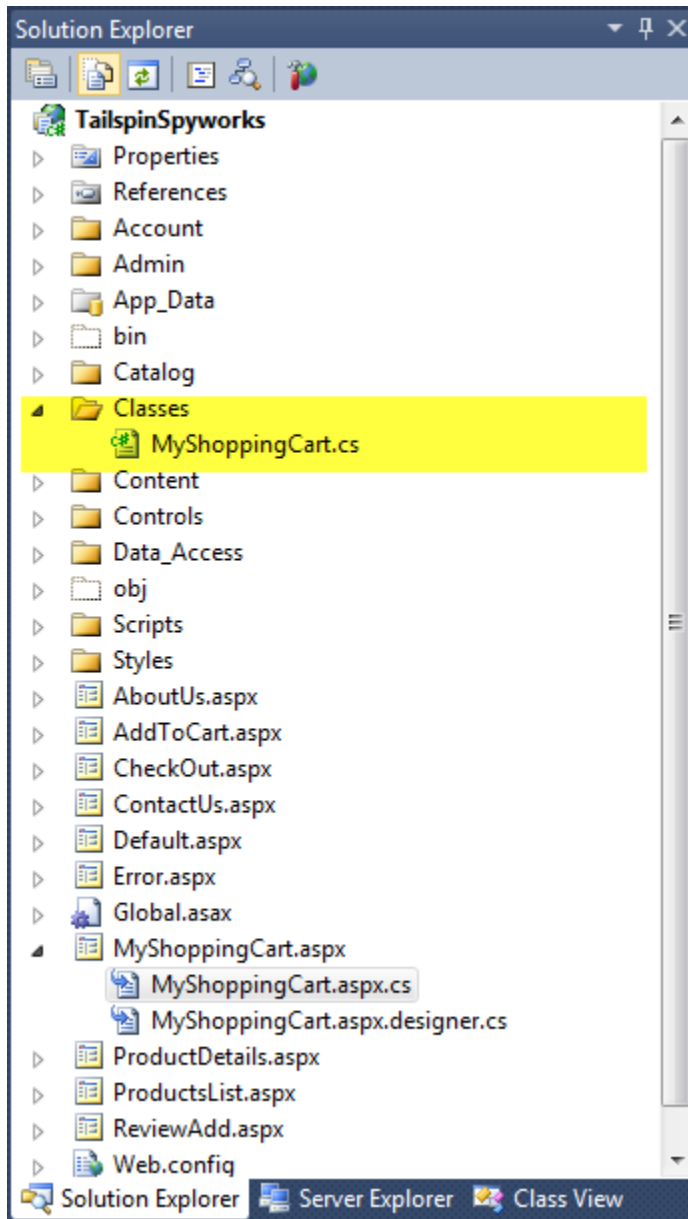 Solution Explorer
TailspinSpyworks
Properties
References
Account
Admin
App_Data
bin
Catalog
Classes
MyShoppingCart.cs
Content
Controls
Data_Access
obj
Scripts
Styles
AboutUs.aspx
AddToCart.aspx
CheckOut.aspx
ContactUs.aspx
Default.aspx
Error.aspx
Global.asax
MyShoppingCart.aspx
MyShoppingCart.aspx.cs
MyShoppingCart.aspx.designer.cs
ProductDetails.aspx
ProductsList.aspx
ReviewAdd.aspx
Web.config
Solution Explorer Server Explorer Class View